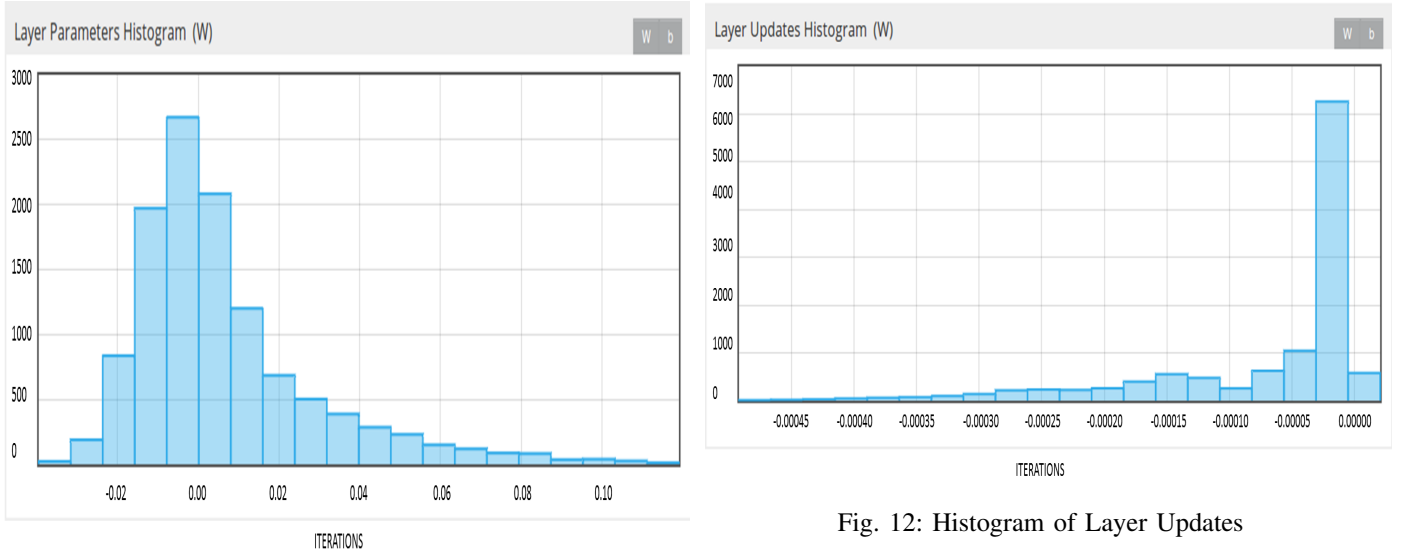 Layer Parameters Histogram (W)
W b
3000
2500
2000
1500
1000
500
0
-0.02 0.00 0.02 0.04 0.06 0.08 0.10
ITERATIONS
Layer Updates Histogram (W)
W b
7000
6000
5000
4000
3000
2000
1000
0
-0.00045 -0.00040 -0.00035 -0.00030 -0.00025 -0.00020 -0.00015 -0.00010 -0.00005 0.00000
ITERATIONS
Fig. 12: Histogram of Layer Updates